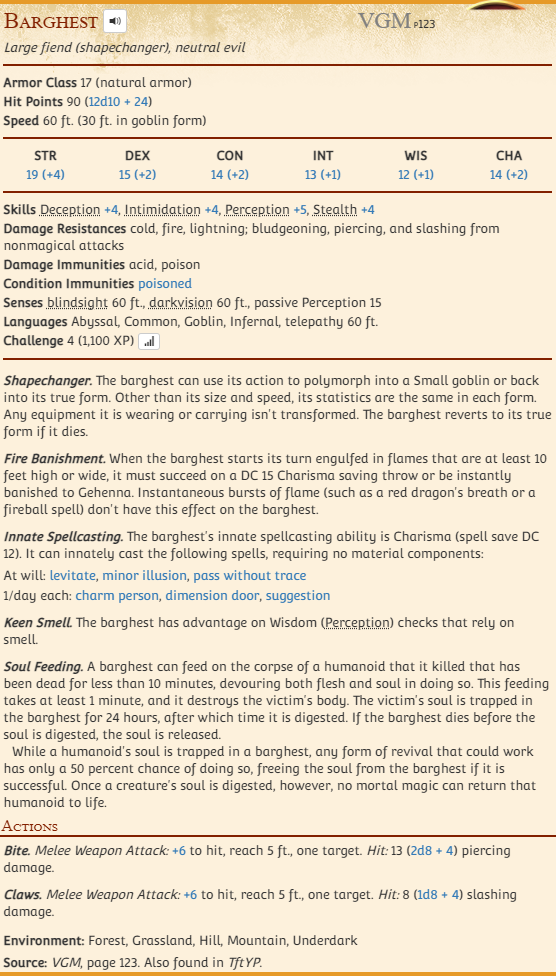 Barghest VGM p123
Large fiend (shapechanger), neutral evil
Armor Class 17 (natural armor)
Hit Points 90 (12d10 + 24)
Speed 60 ft. (30 ft. in goblin form)
STR DEX CON INT WIS CHA
19 (+4) 15 (+2) 14 (+2) 13 (+1) 12 (+1) 14 (+2)
Skills Deception +4, Intimidation +4, Perception +5, Stealth +4
Damage Resistances cold, fire, lightning; bludgeoning, piercing, and slashing from
nonmagical attacks
Damage Immunities acid, poison
Condition Immunities poisoned
Senses blindsight 60 ft., darkvision 60 ft., passive Perception 15
Languages Abyssal, Common, Goblin, Infernal, telepathy 60 ft.
Challenge 4 (1,100 XP)
Shapechanger. The barghest can use its action to polymorph into a Small goblin or back
into its true form. Other than its size and speed, its statistics are the same in each form.
Any equipment it is wearing or carrying isn't transformed. The barghest reverts to its true
form if it dies.
Fire Banishment. When the barghest starts its turn engulfed in flames that are at least 10
feet high or wide, it must succeed on a DC 15 Charisma saving throw or be instantly
banished to Gehenna. Instantaneous bursts of flame (such as a red dragon's breath or a
fireball spell) don't have this effect on the barghest.
Innate Spellcasting. The barghest's innate spellcasting ability is Charisma (spell save DC
12). It can innately cast the following spells, requiring no material components:
At will: levitate, minor illusion, pass without trace
1/day each: charm person, dimension door, suggestion
Keen Smell. The barghest has advantage on Wisdom (Perception) checks that rely on
smell.
Soul Feeding. A barghest can feed on the corpse of a humanoid that it killed that has
been dead for less than 10 minutes, devouring both flesh and soul in doing so. This feeding
takes at least 1 minute, and it destroys the victim's body. The victim's soul is trapped in
the barghest for 24 hours, after which time it is digested. If the barghest dies before the
soul is digested, the soul is released.
While a humanoid's soul is trapped in a barghest, any form of revival that could work
has only a 50 percent chance of doing so, freeing the soul from the barghest if it is
successful. Once a creature's soul is digested, however, no mortal magic can return that
humanoid to life.
Actions
Bite. Melee Weapon Attack: +6 to hit, reach 5 ft., one target. Hit: 13 (2d8 + 4) piercing
damage.
Claws. Melee Weapon Attack: +6 to hit, reach 5 ft., one target. Hit: 8 (1d8 + 4) slashing
damage.
Environment: Forest, Grassland, Hill, Mountain, Underdark
Source: VGM, page 123. Also found in TftYP.